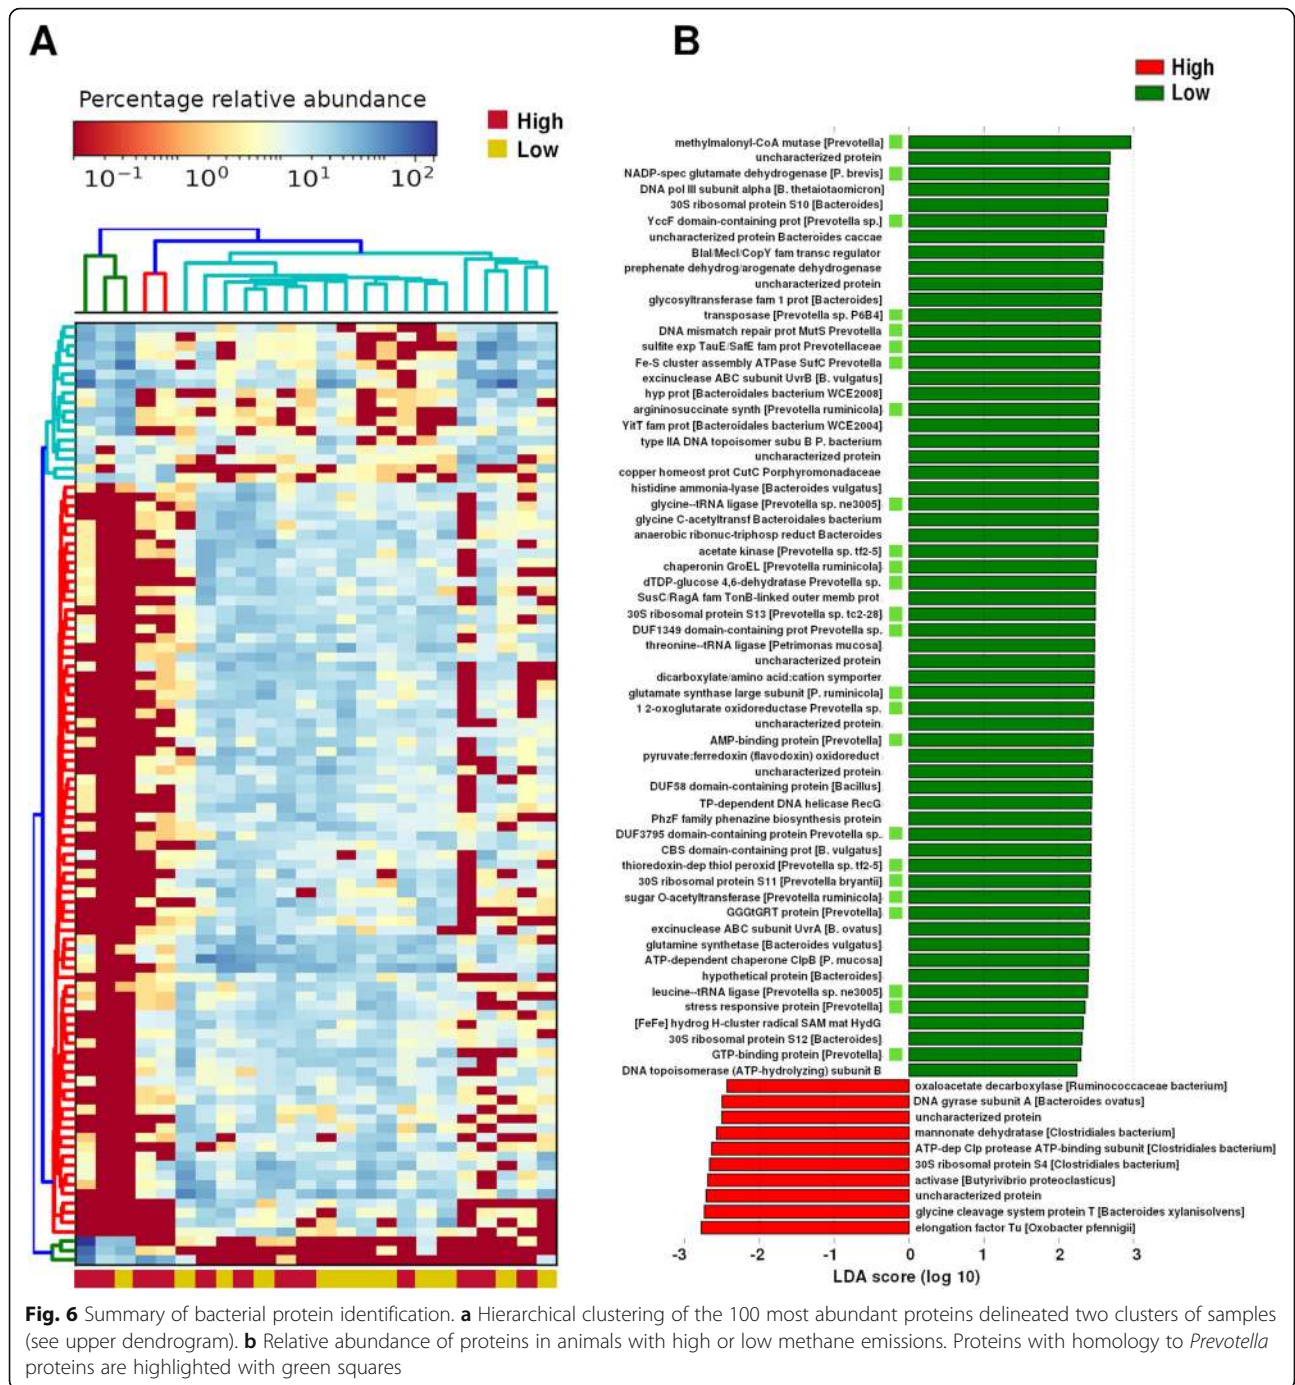 A
Percentage relative abundance
10^-1 10^0 10^1 10^2
High
Low
B
High
Low
methylmalonyl-CoA mutase [Prevotella]
uncharacterized protein
NADP-spec glutamate dehydrogenase [P. brevis]
DNA pol III subunit alpha [B. thetaiotaomicron]
30S ribosomal protein S10 [Bacteroides]
YccF domain-containing prot [Prevotella sp.]
uncharacterized protein Bacteroides caccae
BlaI/MecI/CopY fam transc regulator
prephenate dehydrog/arogenate dehydrogenase
uncharacterized protein
glycosyltransferase fam 1 prot [Bacteroides]
transposase [Prevotella sp. P6B4]
DNA mismatch repair prot MutS Prevotella
sulfite exp TauE/SafE fam prot Prevotellaceae
Fe-S cluster assembly ATPase SufC Prevotella
excinuclease ABC subunit UvrB [B. vulgatus]
hyp prot [Bacteroidales bacterium WCE2008]
argininosuccinate synth [Prevotella ruminicola]
YitT fam prot [Bacteroidales bacterium WCE2004]
type IIA DNA topoisomer subu B P. bacterium
uncharacterized protein
copper homeost prot CutC Porphyromonadaceae
histidine ammonia-lyase [Bacteroides vulgatus]
glycine--tRNA ligase [Prevotella sp. ne3005]
glycine C-acetyltransf Bacteroidales bacterium
anaerobic ribonuc-triphosp reduct Bacteroides
acetate kinase [Prevotella sp. tf2-5]
chaperonin GroEL [Prevotella ruminicola]
dTDP-glucose 4,6-dehydratase Prevotella sp.
SusC/RagA fam TonB-linked outer memb prot
30S ribosomal protein S13 [Prevotella sp. tc2-28]
DUF1349 domain-containing prot Prevotella sp.
threonine--tRNA ligase [Petrimonas mucosa]
uncharacterized protein
dicarboxylate/amino acid:cation symporter
glutamate synthase large subunit [P. ruminicola]
1 2-oxoglutarate oxidoreductase Prevotella sp.
uncharacterized protein
AMP-binding protein [Prevotella]
pyruvate:ferredoxin (flavodoxin) oxidoreduct
uncharacterized protein
DUF58 domain-containing protein [Bacillus]
TP-dependent DNA helicase RecG
PhzF family phenazine biosynthesis protein
DUF3795 domain-containing protein Prevotella sp.
CBS domain-containing prot [B. vulgatus]
thioredoxin-dep thiol peroxid [Prevotella sp. tf2-5]
30S ribosomal protein S11 [Prevotella bryantii]
sugar O-acetyltransferase [Prevotella ruminicola]
GGGtGRT protein [Prevotella]
excinuclease ABC subunit UvrA [B. ovatus]
glutamine synthetase [Bacteroides vulgatus]
ATP-dependent chaperone ClpB [P. mucosa]
hypothetical protein [Bacteroides]
leucine--tRNA ligase [Prevotella sp. ne3005]
stress responsive protein [Prevotella]
[FeFe] hydrog H-cluster radical SAM mat HydG
30S ribosomal protein S12 [Bacteroides]
GTP-binding protein [Prevotella]
DNA topoisomerase (ATP-hydrolyzing) subunit B
oxaloacetate decarboxylase [Ruminococcaceae bacterium]
DNA gyrase subunit A [Bacteroides ovatus]
uncharacterized protein
mannonate dehydratase [Clostridiales bacterium]
ATP-dep Clp protease ATP-binding subunit [Clostridiales bacterium]
30S ribosomal protein S4 [Clostridiales bacterium]
activase [Butyrivibrio proteoclasticus]
uncharacterized protein
glycine cleavage system protein T [Bacteroides xylanisolvens]
elongation factor Tu [Oxobacter pfennigii]
-3 -2 -1 0 1 2 3
LDA score (log 10)
Fig. 6 Summary of bacterial protein identification. a Hierarchical clustering of the 100 most abundant proteins delineated two clusters of samples
(see upper dendrogram). b Relative abundance of proteins in animals with high or low methane emissions. Proteins with homology to Prevotella
proteins are highlighted with green squares